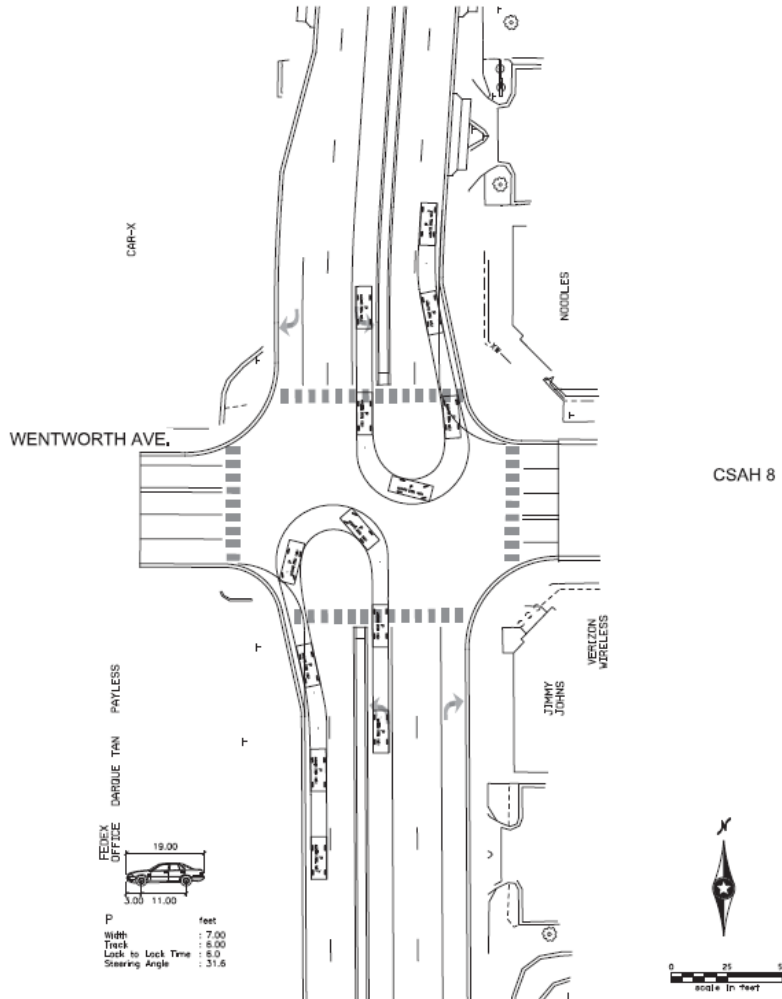 CAR-X
NOODLES
WENTWORTH AVE.
CSAH 8
VERIZON
WIRELESS
JIMMY
JOHNS
PAYLESS
DARQUE TAN
FEDEX
OFFICE
19.00
3.00 11.00
P
feet
Width : 7.00
Track : 6.00
Lock to Lock Time : 6.0
Steering Angle : 31.6
N
0 25
scale in feet